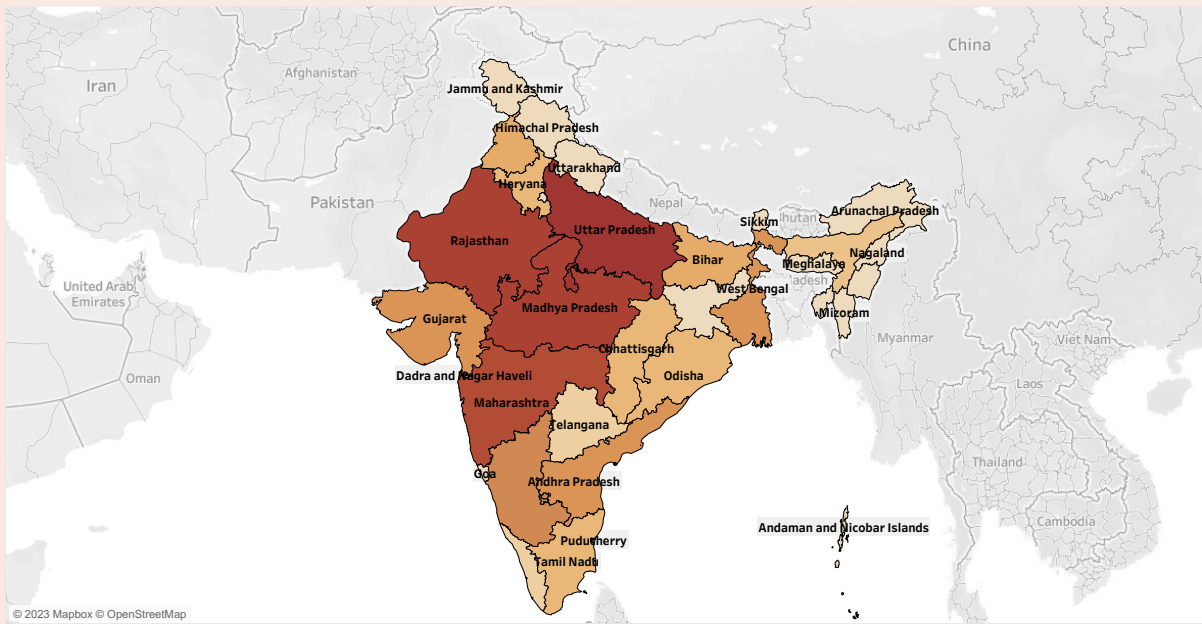 China
Iran
Afghanistan
Jammu and Kashmir
Himachal Pradesh
Uttarakhand
Heryana
Pakistan
Nepal
Sikkim
hutan
Arunachal Pradesh
Rajasthan
Uttar Pradesh
Nagaland
Bihar
Meghalaya
adesh
West Bengal
United Arab
Emirates
Madhya Pradesh
Gujarat
Mizoram
Myanmar
Viet Nam
Chhattisgarh
Oman
Dadra and Nagar Haveli
Odisha
Laos
Maharashtra
Telangana
Thailand
Goa
Andhra Pradesh
Cambodia
Andaman and Nicobar Islands
Puducherry
Tamil Nadu
© 2023 Mapbox © OpenStreetMap